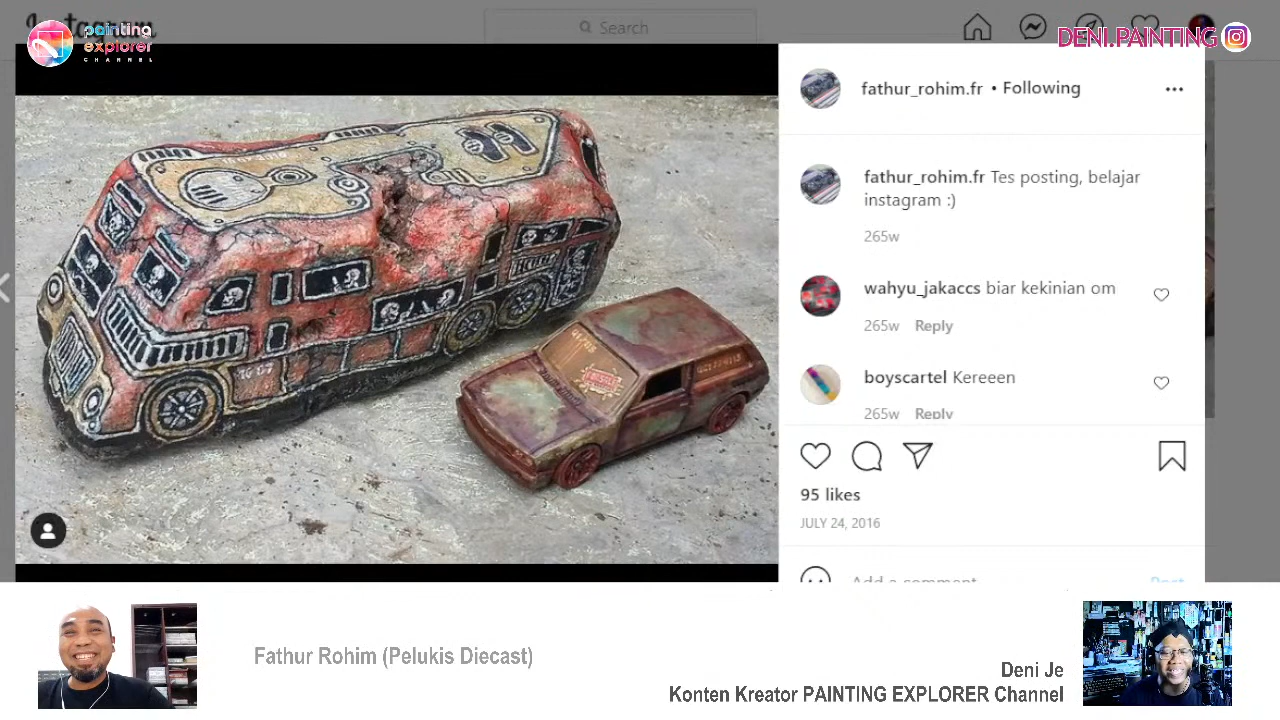 Instagram
painting
explorer
CHANNEL
Search
DENI.PAINTING
fathur_rohim.fr • Following
fathur_rohim.fr Tes posting, belajar
instagram :)
265w
wahyu_jakaccs biar kekinian om
265w Reply
boyscartel Kereeen
265w Reply
95 likes
JULY 24, 2016
Add a comment... Post
Fathur Rohim (Pelukis Diecast)
Deni Je
Konten Kreator PAINTING EXPLORER Channel